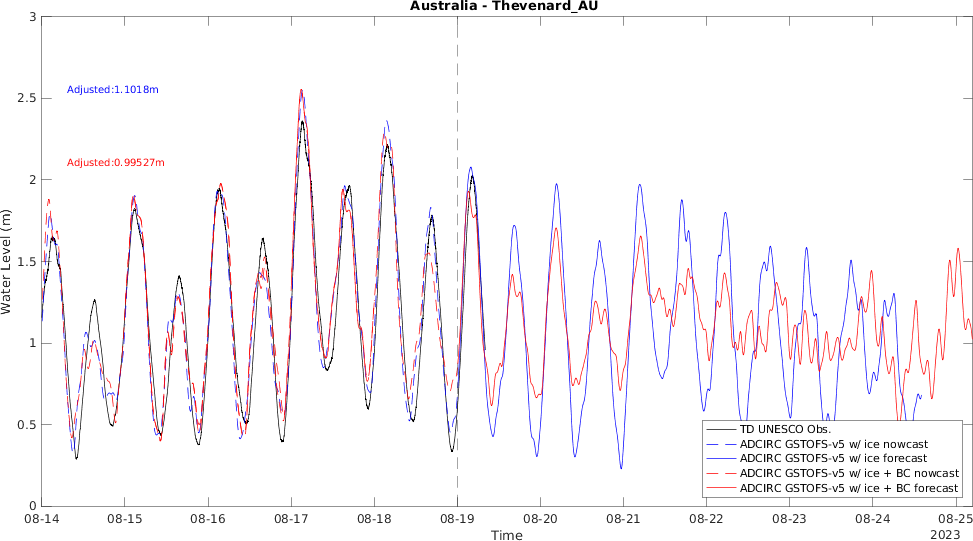 Australia - Thevenard_AU
3
2.5
2
1.5
1
0.5
0
Water Level (m)
Adjusted:1.1018m
Adjusted:0.99527m
TD UNESCO Obs.
ADCIRC GSTOFS-v5 w/ ice nowcast
ADCIRC GSTOFS-v5 w/ ice forecast
ADCIRC GSTOFS-v5 w/ ice + BC nowcast
ADCIRC GSTOFS-v5 w/ ice + BC forecast
08-14 08-15 08-16 08-17 08-18 08-19 08-20 08-21 08-22 08-23 08-24 08-25
Time
2023